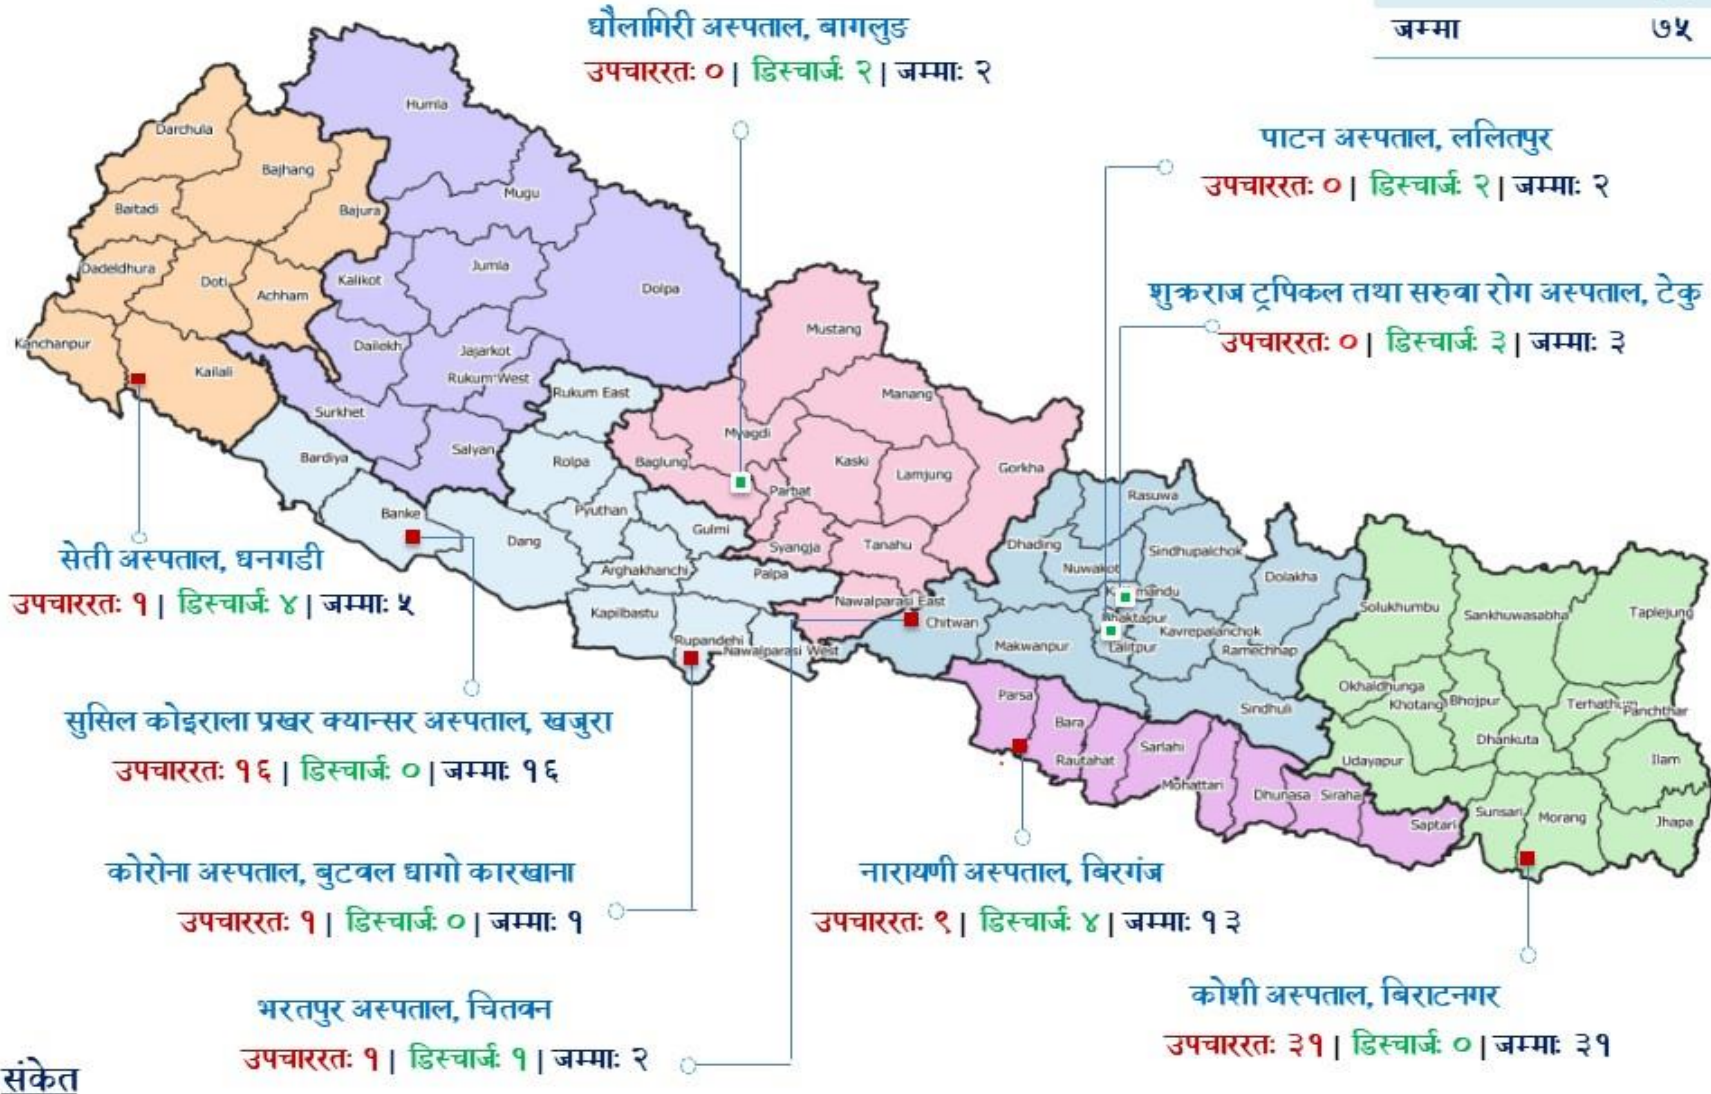 जम्मा ७५
धौलागिरी अस्पताल, बागलुङ
उपचाररतः ० | डिस्चार्जः २ | जम्माः २
पाटन अस्पताल, ललितपुर
उपचाररतः ० | डिस्चार्जः २ | जम्माः २
शुक्रराज ट्रपिकल तथा सरुवा रोग अस्पताल, टेकु
उपचाररतः ० | डिस्चार्जः ३ | जम्माः ३
Humla
Darchula
Bajhang
Mugu
Baitadi
Bajura
Dadeldhura
Doti
Achham
Kalikot
Jumla
Dolpa
Mustang
Kanchanpur
Kailali
Dailekh
Jajarkot
Rukum West
Rukum East
Manang
Surkhet
Salyan
Myagdi
Bardiya
Rolpa
Baglung
Kaski
Lamjung
Gorkha
Parbat
Rasuwa
Banke
Dang
Pyuthan
Gulmi
Syangja
Tanahu
Dhading
Sindhupalchok
Nuwakot
Dolakha
Arghakhanchi
Palpa
Kapilbastu
Nawalparasi East
Chitwan
Rupandehi
Nawalparasi West
Makwanpur
Lalitpur
Kavrepalanchok
Ramechhap
Solukhumbu
Sankhuwasabha
Taplejung
Okhaldhunga
Khotang
Bhojpur
Panchthar
Dhankuta
Sindhuli
Parsa
Bara
Rautahat
Sarlahi
Mohattari
Dhunasa
Siraha
Saptari
Udayapur
Ilam
Sunsari
Morang
Jhapa
सेती अस्पताल, धनगडी
उपचाररतः १ | डिस्चार्जः ४ | जम्माः ५
सुसिल कोइराला प्रखर क्यान्सर अस्पताल, खजुरा
उपचाररतः १६ | डिस्चार्जः ० | जम्माः १६
कोरोना अस्पताल, बुटवल धागो कारखाना
उपचाररतः १ | डिस्चार्जः ० | जम्माः १
नारायणी अस्पताल, बिरगंज
उपचाररतः ९ | डिस्चार्जः ४ | जम्माः १३
भरतपुर अस्पताल, चितवन
उपचाररतः १ | डिस्चार्जः १ | जम्माः २
कोशी अस्पताल, बिराटनगर
उपचाररतः ३१ | डिस्चार्जः ० | जम्माः ३१
संकेत